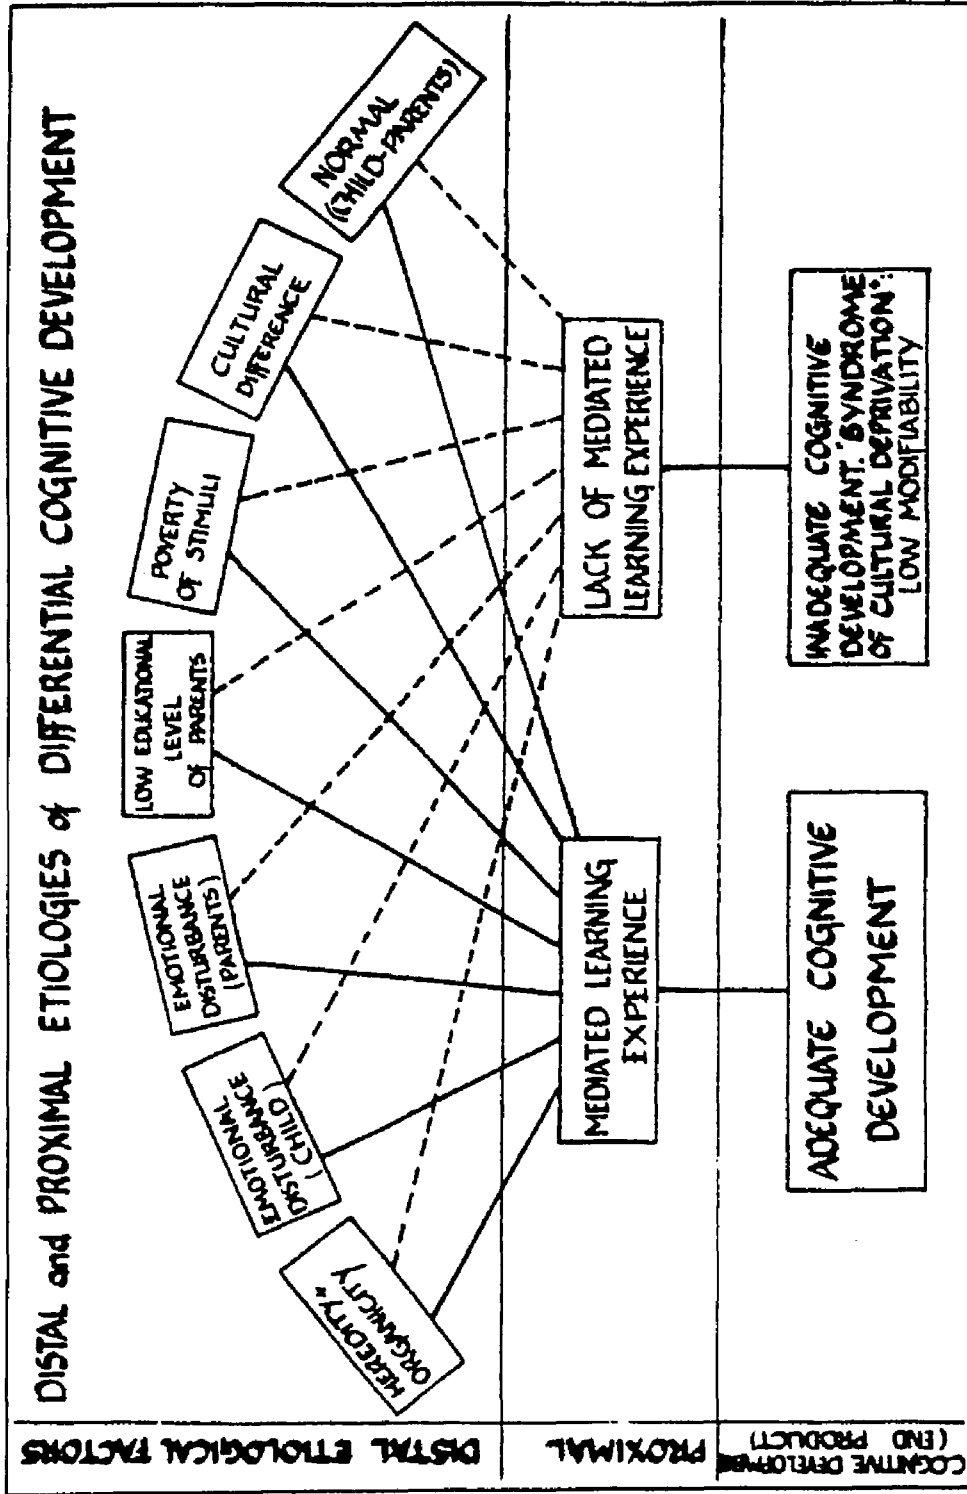 DISTAL and PROXIMAL ETIOLOGIES of DIFFERENTIAL COGNITIVE DEVELOPMENT
DISTAL ETIOLOGICAL FACTORS
HEREDITY"
ORGANICITY
EMOTIONAL
DISTURBANCE
(CHILD)
EMOTIONAL
DISTURBANCE
(PARENTS)
LOW EDUCATIONAL
LEVEL
OF PARENTS
POVERTY
OF STIMULI
CULTURAL
DIFFERENCE
NORMAL
(CHILD-PARENTS)
PROXIMAL
MEDIATED LEARNING
EXPERIENCE
LACK OF MEDIATED
LEARNING EXPERIENCE
COGNITIVE DEVELOPMENT
(END PRODUCT)
ADEQUATE COGNITIVE
DEVELOPMENT
INADEQUATE COGNITIVE
DEVELOPMENT. "SYNDROME
OF CULTURAL DEPRIVATION":
LOW MODIFIABILITY